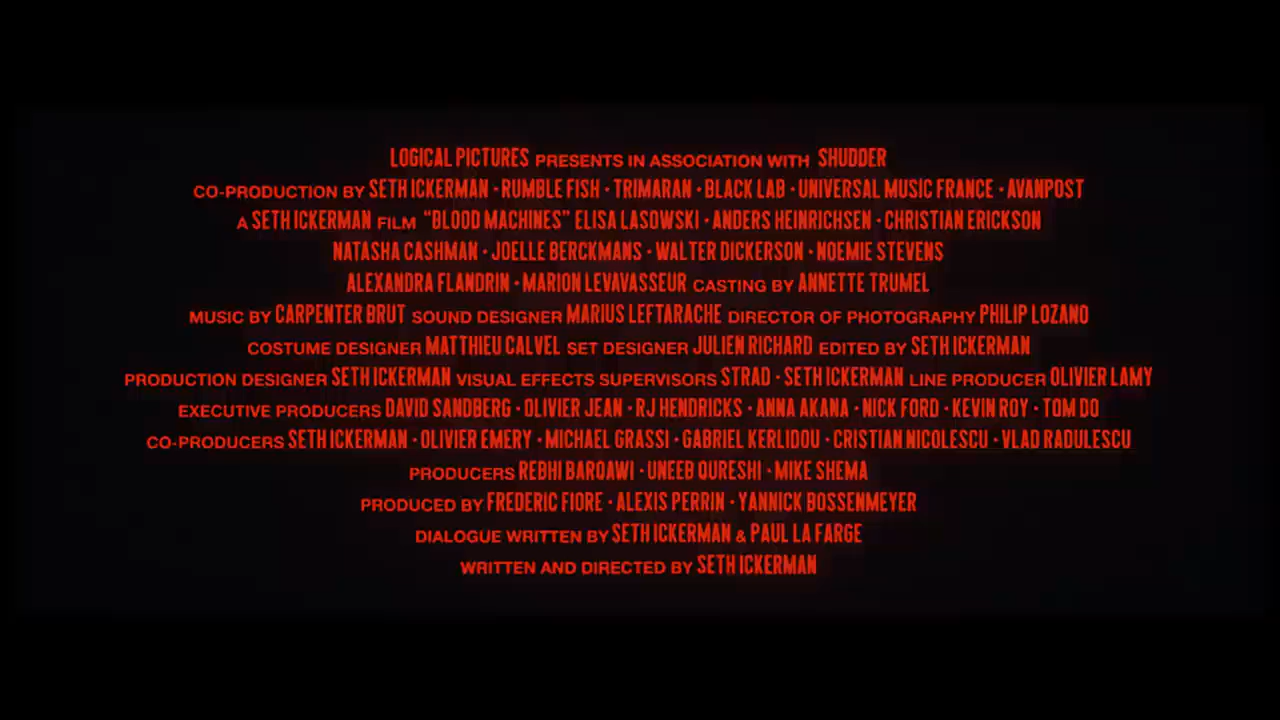 LOGICAL PICTURES PRESENTS IN ASSOCIATION WITH SHUDDER
CO-PRODUCTION BY SETH ICKERMAN · RUMBLE FISH · TRIMARAN · BLACK LAB · UNIVERSAL MUSIC FRANCE · AVANPOST
A SETH ICKERMAN FILM “BLOOD MACHINES” ELISA LASOWSKI · ANDERS HEINRICHSEN · CHRISTIAN ERICKSON
NATASHA CASHMAN · JOELLE BERCKMANS · WALTER DICKERSON · NOEMIE STEVENS
ALEXANDRA FLANDRIN · MARION LEVAVASSEUR CASTING BY ANNETTE TRUMEL
MUSIC BY CARPENTER BRUT SOUND DESIGNER MARIUS LEFTARACHE DIRECTOR OF PHOTOGRAPHY PHILIP LOZANO
COSTUME DESIGNER MATTHIEU CALVEL SET DESIGNER JULIEN RICHARD EDITED BY SETH ICKERMAN
PRODUCTION DESIGNER SETH ICKERMAN VISUAL EFFECTS SUPERVISORS STRAD · SETH ICKERMAN LINE PRODUCER OLIVIER LAMY
EXECUTIVE PRODUCERS DAVID SANDBERG · OLIVIER JEAN · RJ HENDRICKS · ANNA AKANA · NICK FORD · KEVIN ROY · TOM DO
CO-PRODUCERS SETH ICKERMAN · OLIVIER EMERY · MICHAEL GRASSI · GABRIEL KERLIDOU · CRISTIAN NICOLESCU · VLAD RADULESCU
PRODUCERS REBHI BARQAWI · UNEEB QURESHI · MIKE SHEMA
PRODUCED BY FREDERIC FIORE · ALEXIS PERRIN · YANNICK BOSSENMEYER
DIALOGUE WRITTEN BY SETH ICKERMAN & PAUL LA FARGE
WRITTEN AND DIRECTED BY SETH ICKERMAN